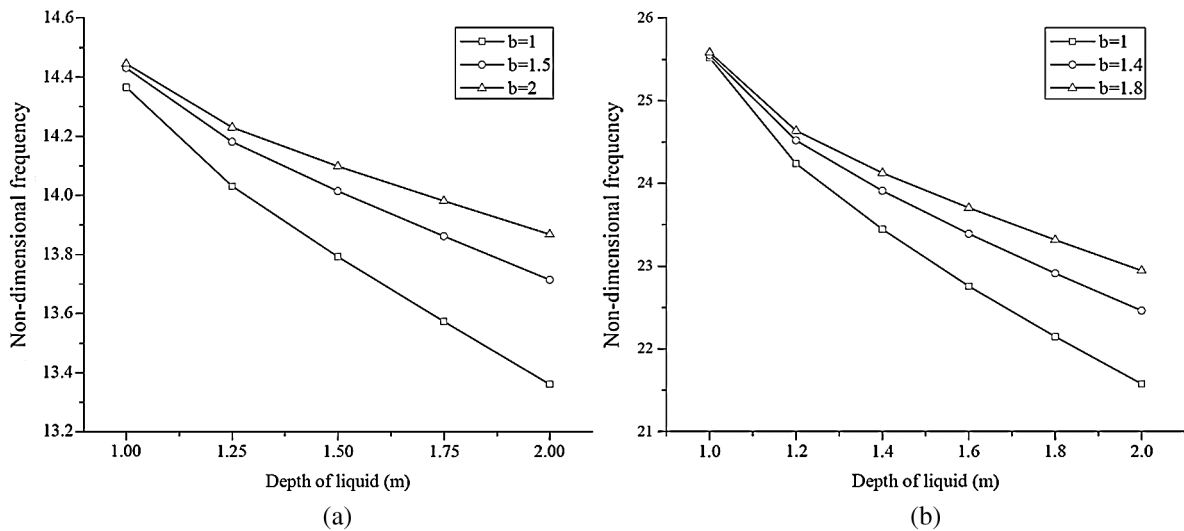 14.6
14.4
14.2
14.0
13.8
13.6
13.4
13.2
Non-dimensional frequency
b=1
b=1.5
b=2
1.00
1.25
1.50
1.75
2.00
Depth of liquid (m)
(a)
26
25
24
23
22
21
Non-dimensional frequency
b=1
b=1.4
b=1.8
1.0
1.2
1.4
1.6
1.8
2.0
Depth of liquid (m)
(b)